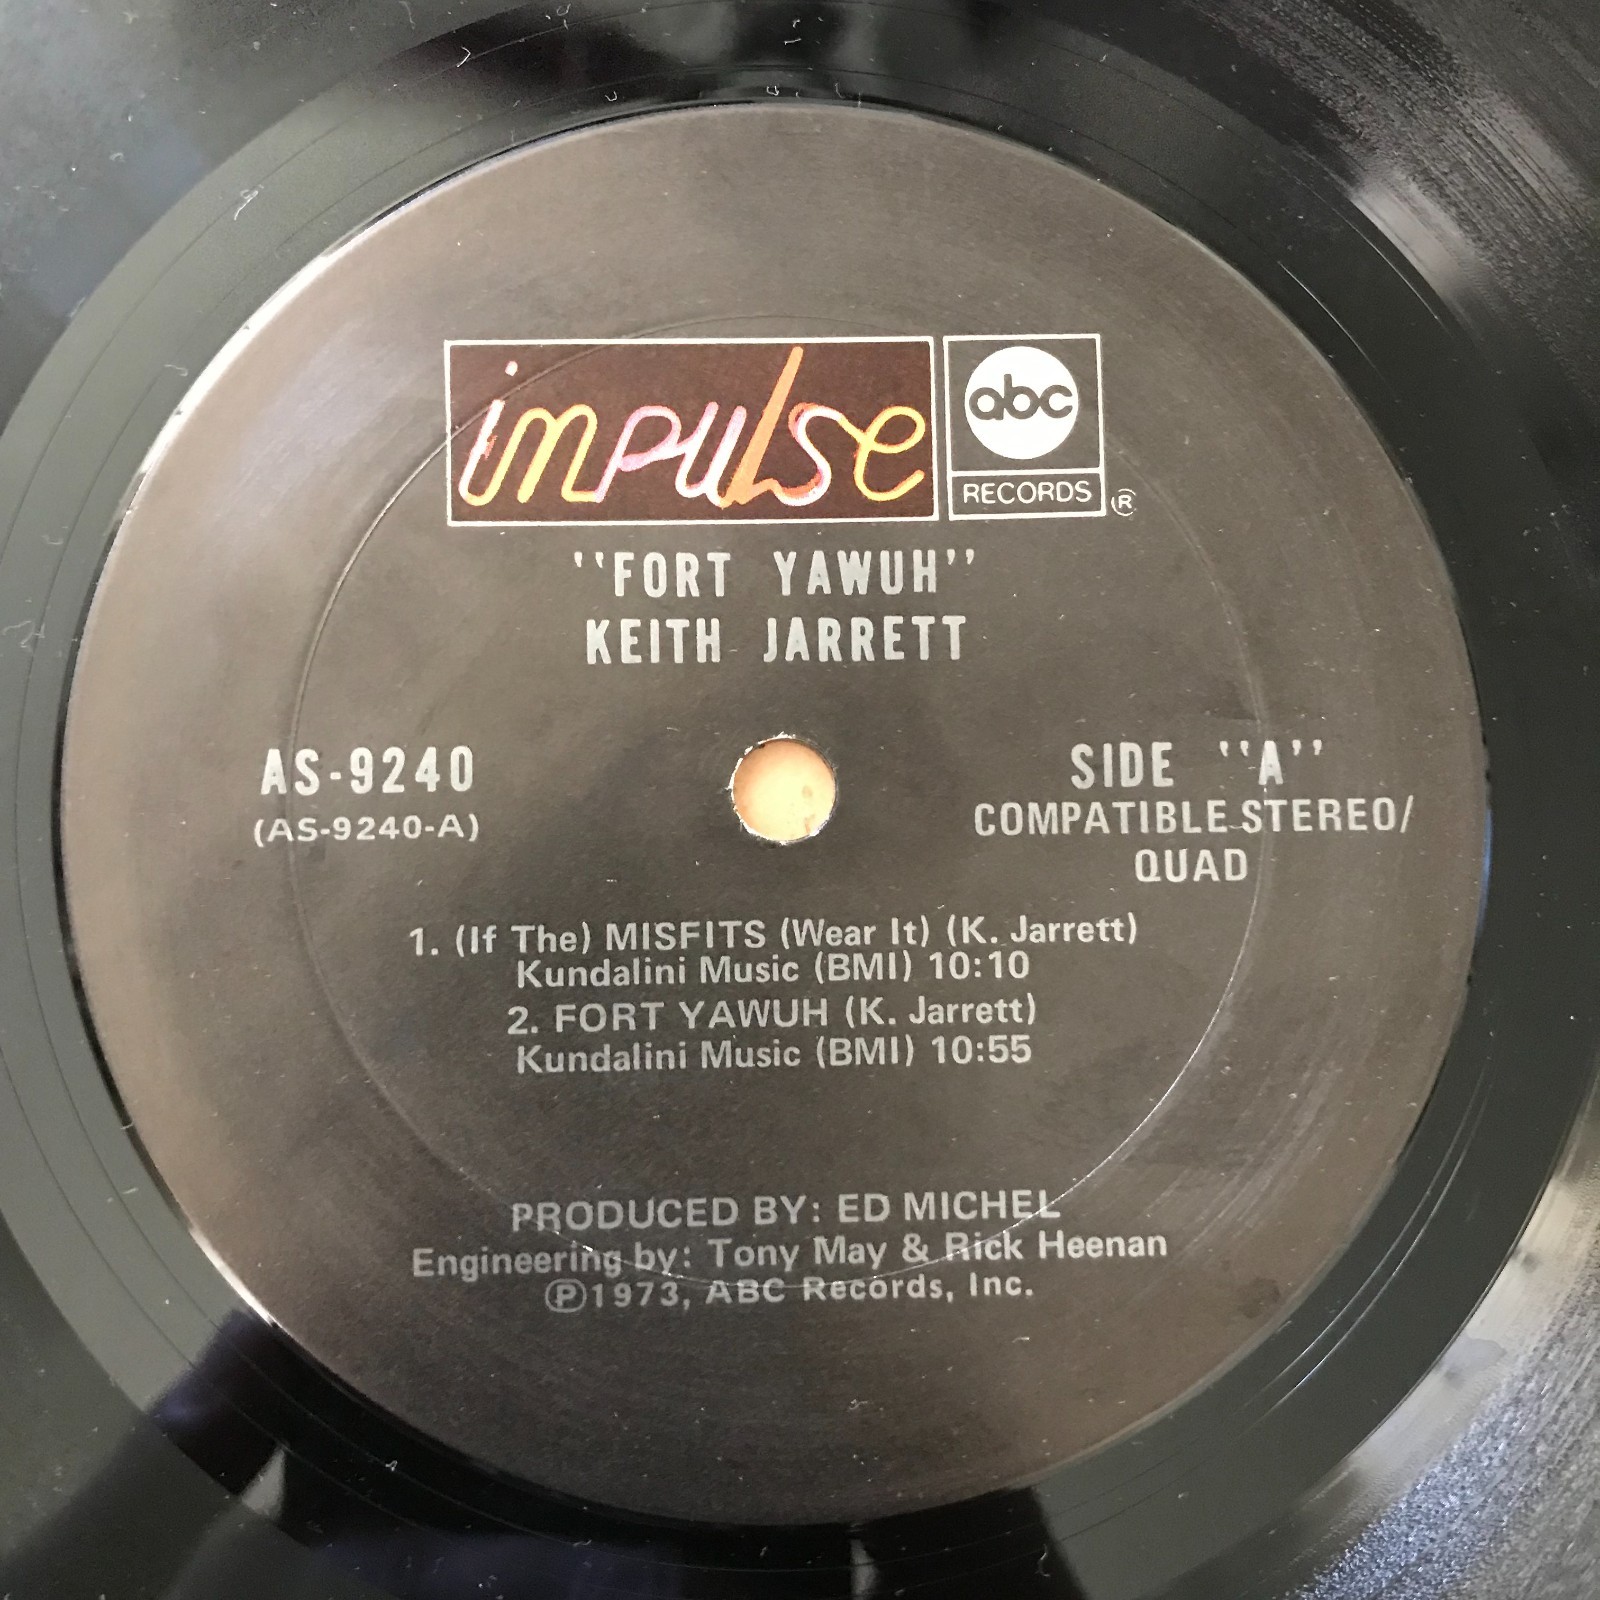 impulse
abc
RECORDS ®
"FORT YAWUH"
KEITH JARRETT
AS-9240
(AS-9240-A)
SIDE "A"
COMPATIBLE STEREO/
QUAD
1. (If The) MISFITS (Wear It) (K. Jarrett)
Kundalini Music (BMI) 10:10
2. FORT YAWUH (K. Jarrett)
Kundalini Music (BMI) 10:55
PRODUCED BY: ED MICHEL
Engineering by: Tony May & Rick Heenan
Ⓟ1973, ABC Records, Inc.